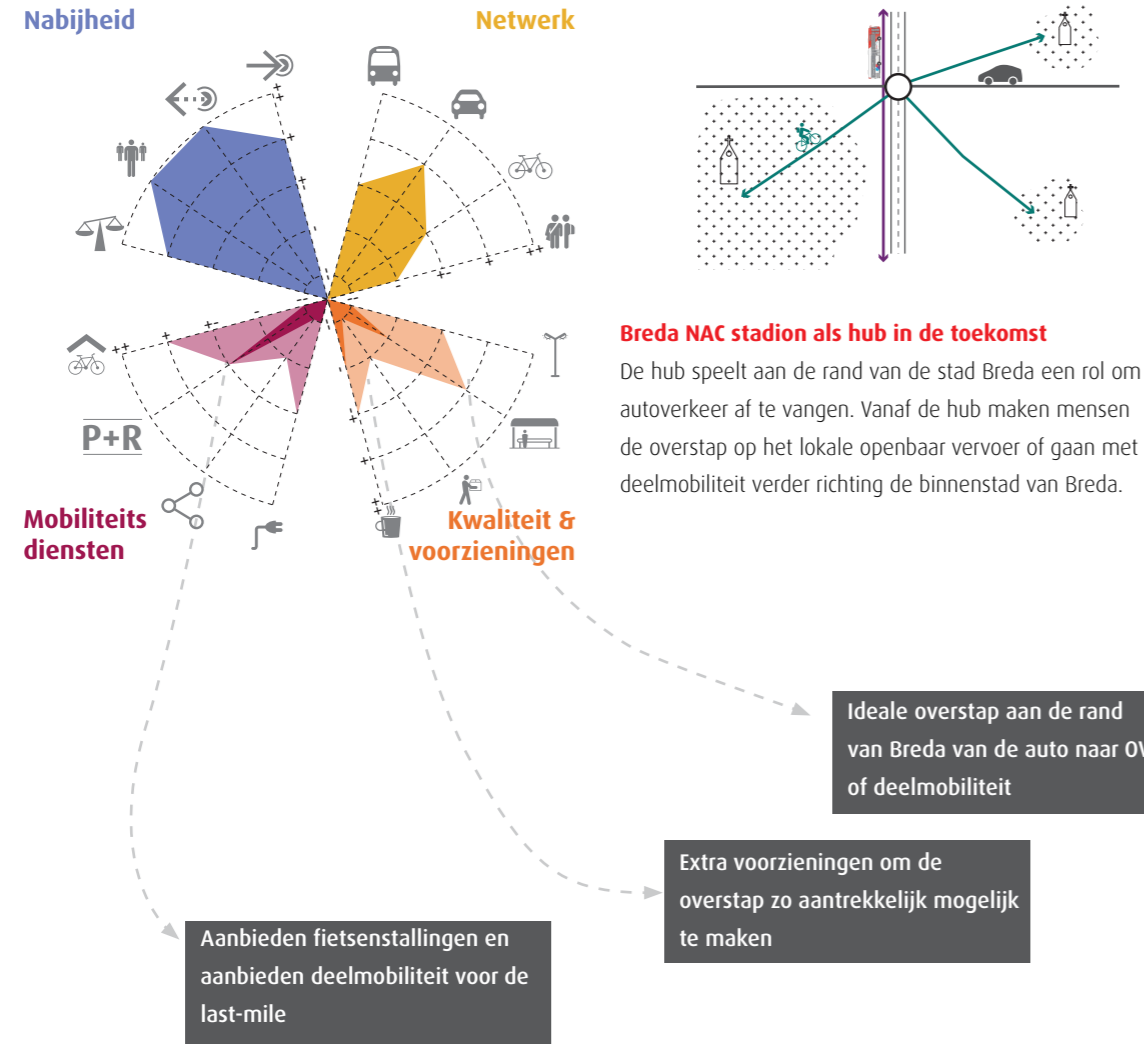 Nabijheid
Netwerk
P+R
Mobiliteits
diensten
Kwaliteit &
voorzieningen
Breda NAC stadion als hub in de toekomst
De hub speelt aan de rand van de stad Breda een rol om
autoverkeer af te vangen. Vanaf de hub maken mensen
de overstap op het lokale openbaar vervoer of gaan met
deelmobiliteit verder richting de binnenstad van Breda.
Ideale overstap aan de rand
van Breda van de auto naar OV
of deelmobiliteit
Extra voorzieningen om de
overstap zo aantrekkelijk mogelijk
te maken
Aanbieden fietsenstallingen en
aanbieden deelmobiliteit voor de
last-mile